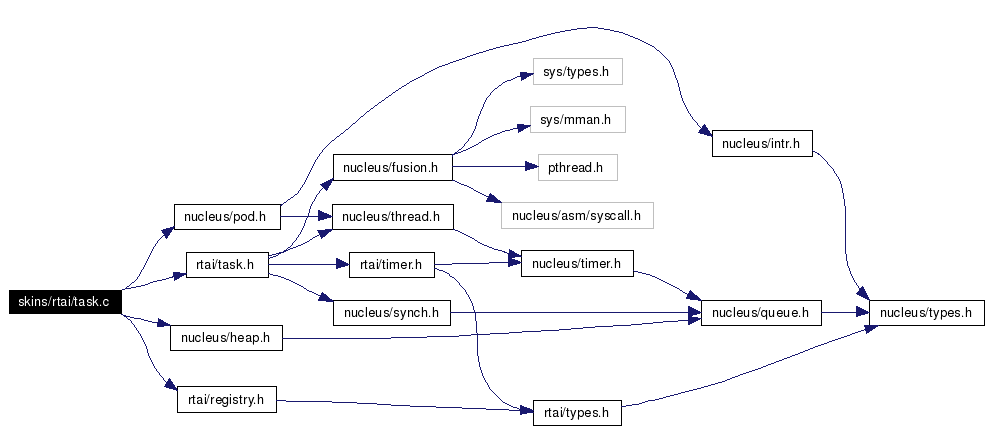 sys/types.h
sys/mman.h
nucleus/intr.h
nucleus/fusion.h
pthread.h
nucleus/pod.h
nucleus/thread.h
nucleus/asm/syscall.h
rtai/task.h
rtai/timer.h
nucleus/timer.h
skins/rtai/task.c
nucleus/synch.h
nucleus/queue.h
nucleus/types.h
nucleus/heap.h
rtai/registry.h
rtai/types.h